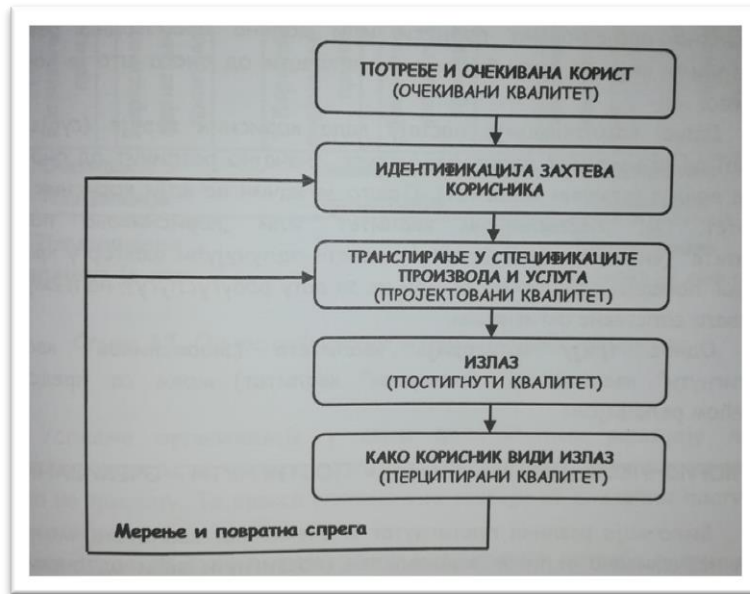 ПОТРЕБЕ И ОЧЕКИВАНА КОРИСТ
(ОЧЕКИВАНИ КВАЛИТЕТ)
ИДЕНТИФИКАЦИЈА ЗАХТЕВА
КОРИСНИКА
ТРАНСЛИРАЊЕ У СПЕЦИФИКАЦИЈЕ
ПРОИЗВОДА И УСЛУГА
(ПРОЈЕКТОВАНИ КВАЛИТЕТ)
ИЗЛАЗ
(ПОСТИГНУТИ КВАЛИТЕТ)
КАКО КОРИСНИК ВИДИ ИЗЛАЗ
(ПЕРЦИПИРАНИ КВАЛИТЕТ)
Мерење и повратна спрега